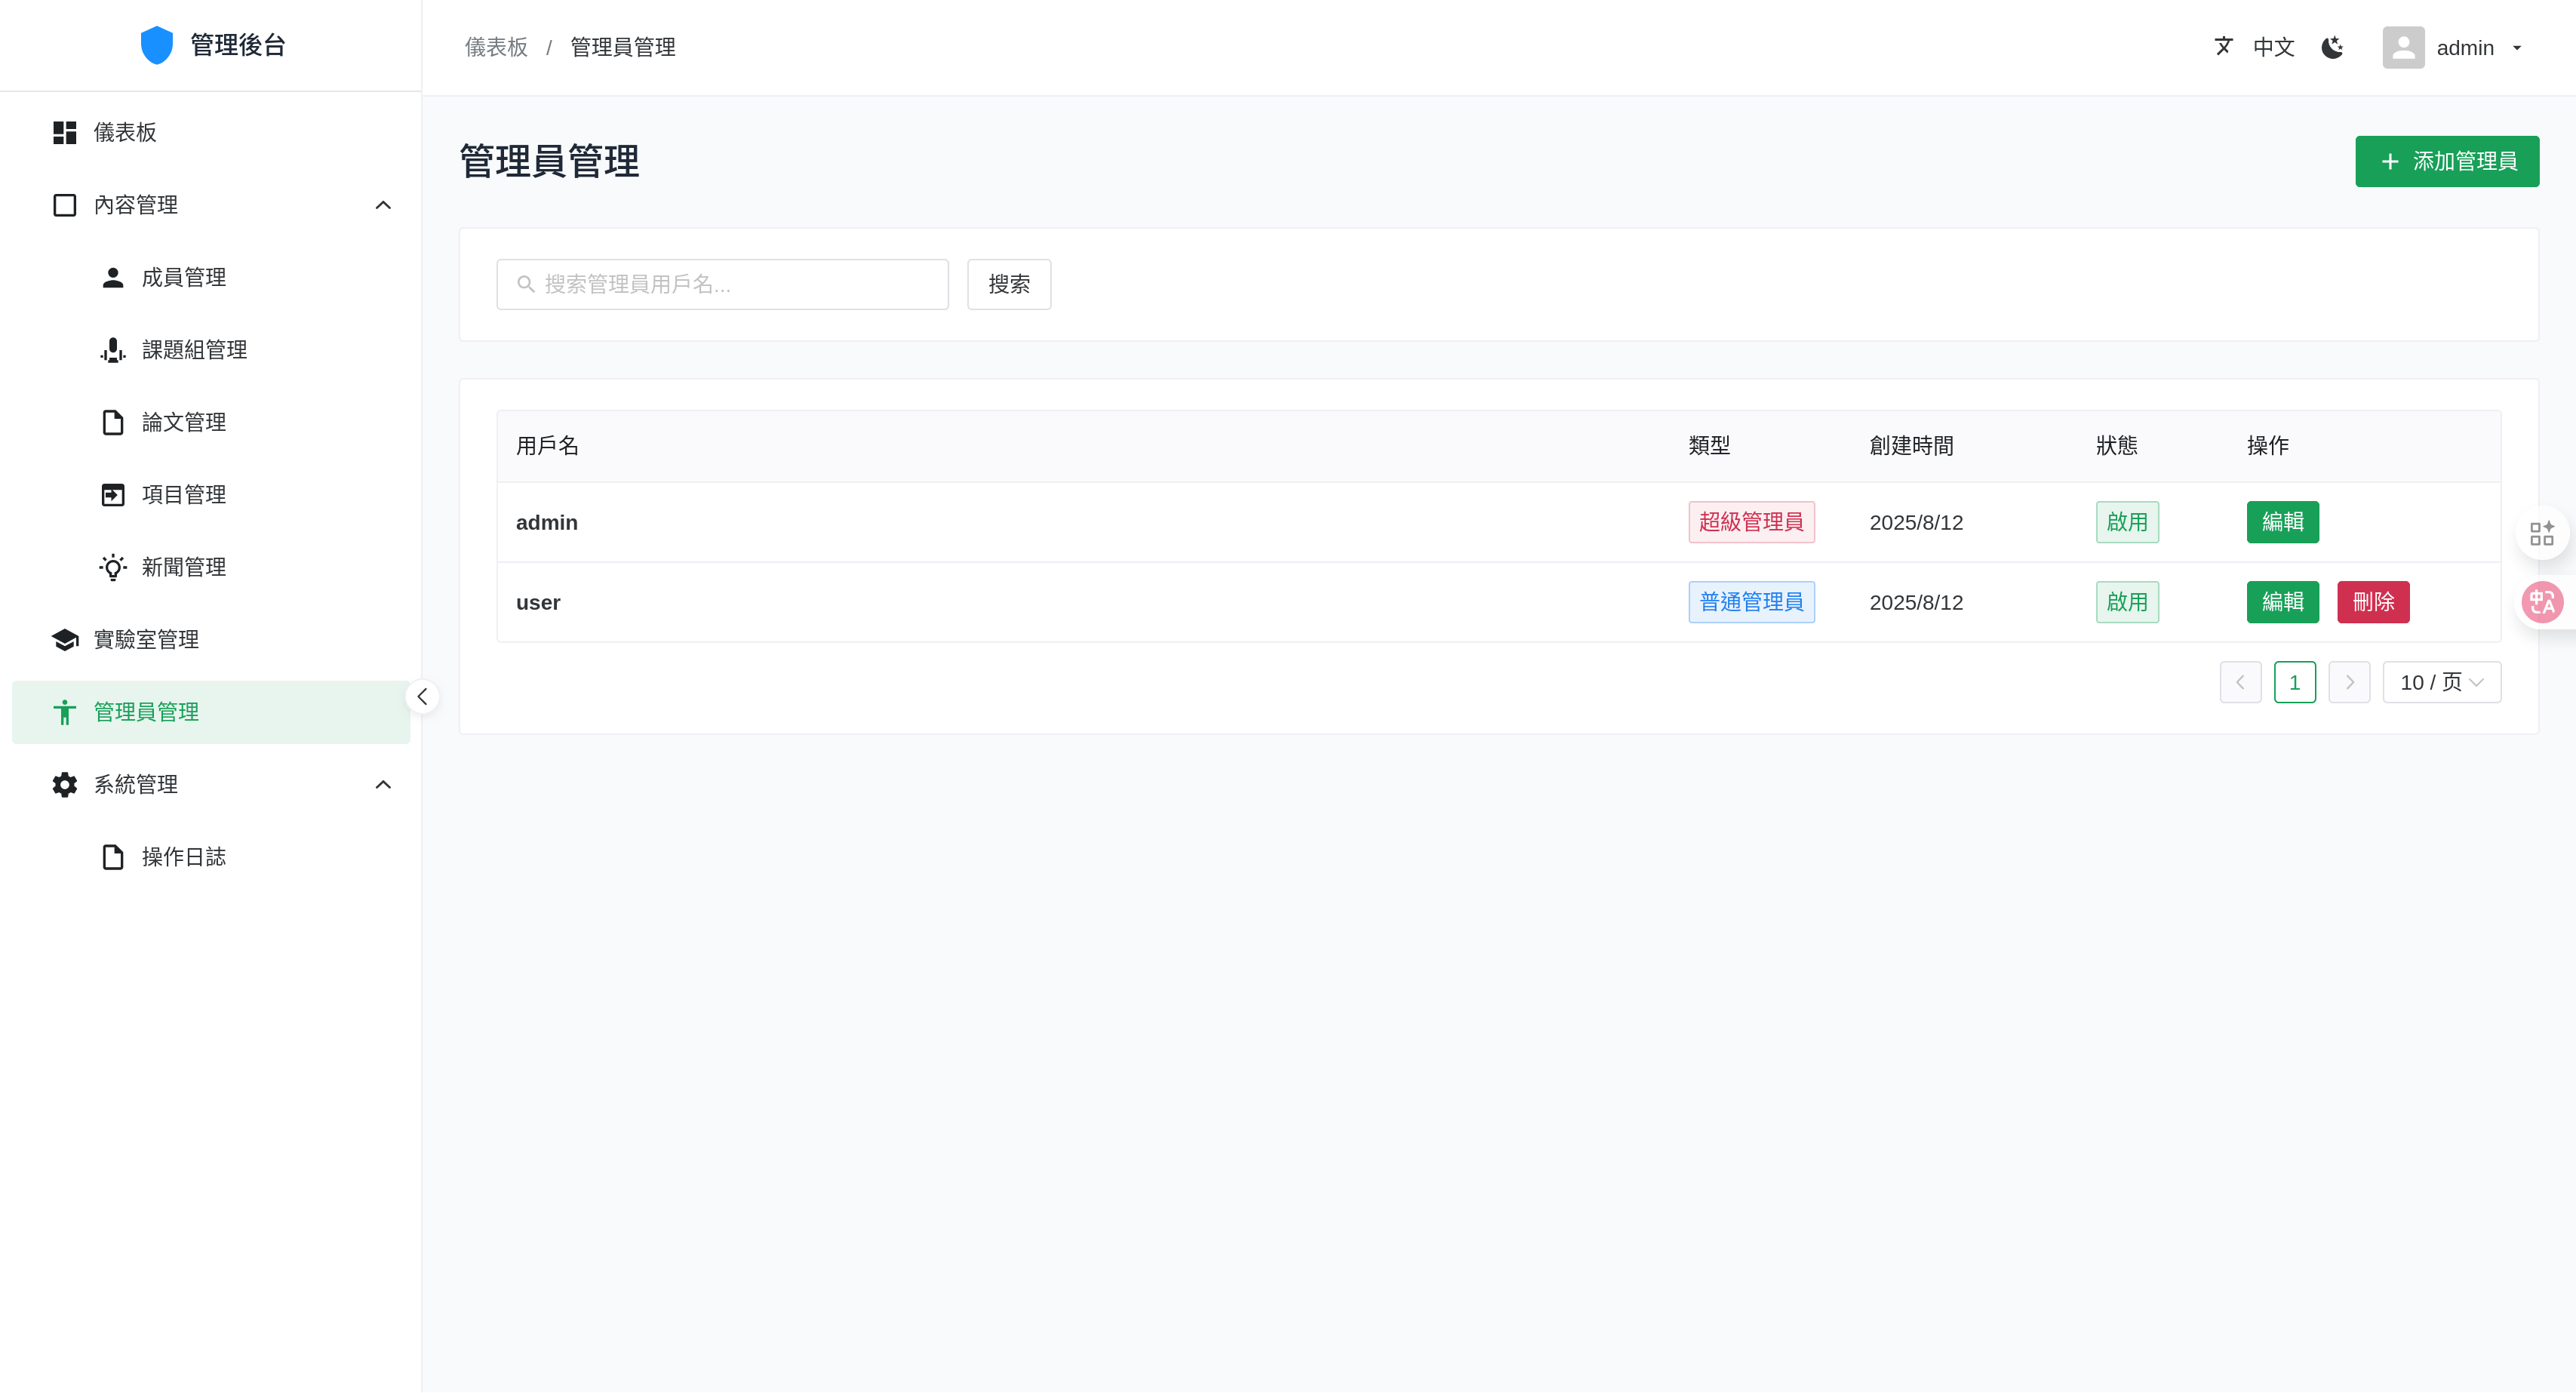 管理後台
儀表板 / 管理員管理
中文
admin
儀表板
內容管理
成員管理
課題組管理
論文管理
項目管理
新聞管理
實驗室管理
管理員管理
系統管理
操作日誌
管理員管理
添加管理員
搜索管理員用戶名...
搜索
用戶名 類型 創建時間 狀態 操作
admin 超級管理員 2025/8/12 啟用 編輯
user 普通管理員 2025/8/12 啟用 編輯 刪除
1
10 / 页